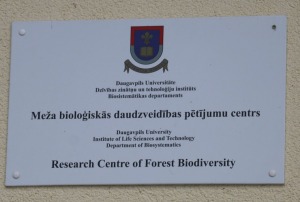 Daugavpils Universitāte
Dzīvības zinātņu un tehnoloģiju institūts
Biosistemātikas departaments
Meža bioloģiskās daudzveidības pētījumu centrs
Daugavpils University
Institute of Life Sciences and Technology
Department of Biosystematics
Research Centre of Forest Biodiversity